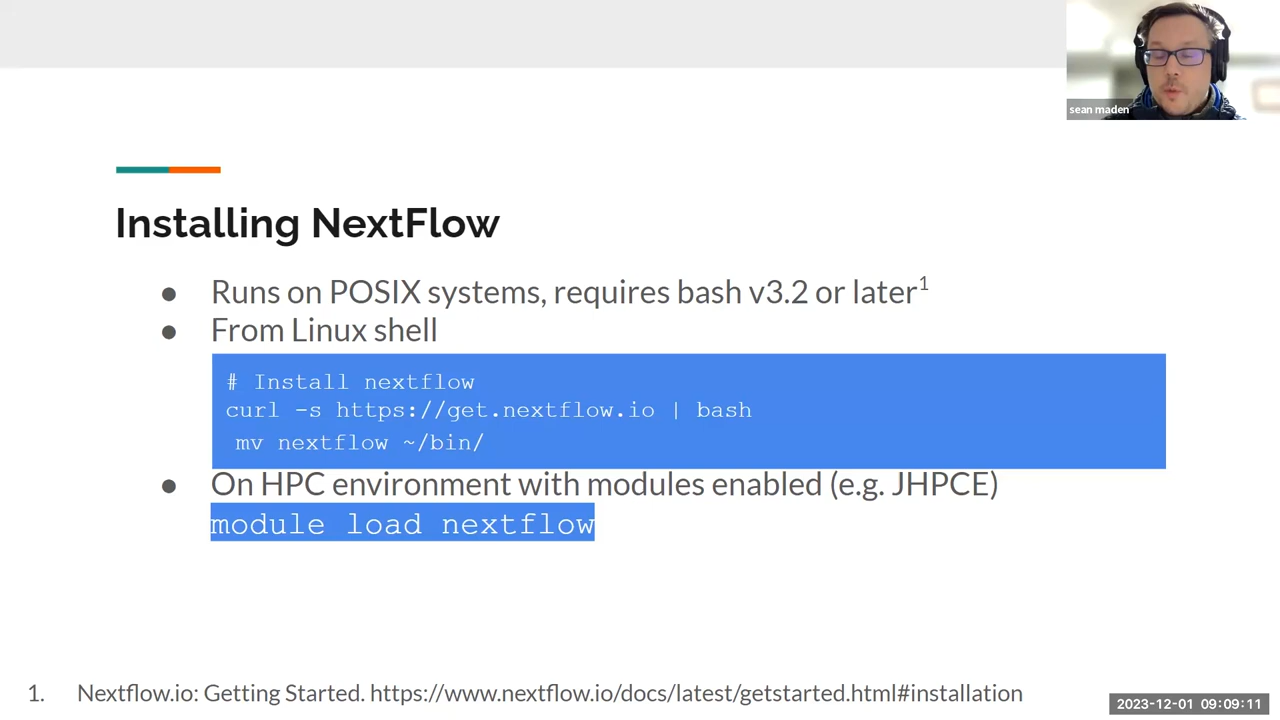 sean maden
Installing NextFlow
● Runs on POSIX systems, requires bash v3.2 or later1
● From Linux shell
# Install nextflow
curl -s https://get.nextflow.io | bash
mv nextflow ~/bin/
● On HPC environment with modules enabled (e.g. JHPCE)
module load nextflow
1. Nextflow.io: Getting Started. https://www.nextflow.io/docs/latest/getstarted.html#installation
2023-12-01 09:09:11